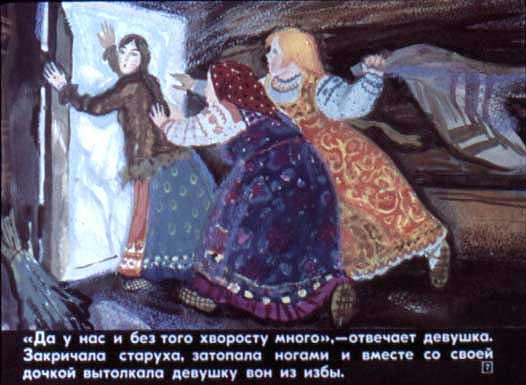 «Да у нас и без того хворосту много»,—отвечает девушка.
Закричала старуха, затопала ногами и вместе со своей
дочкой вытолкала девушку вон из избы.
7